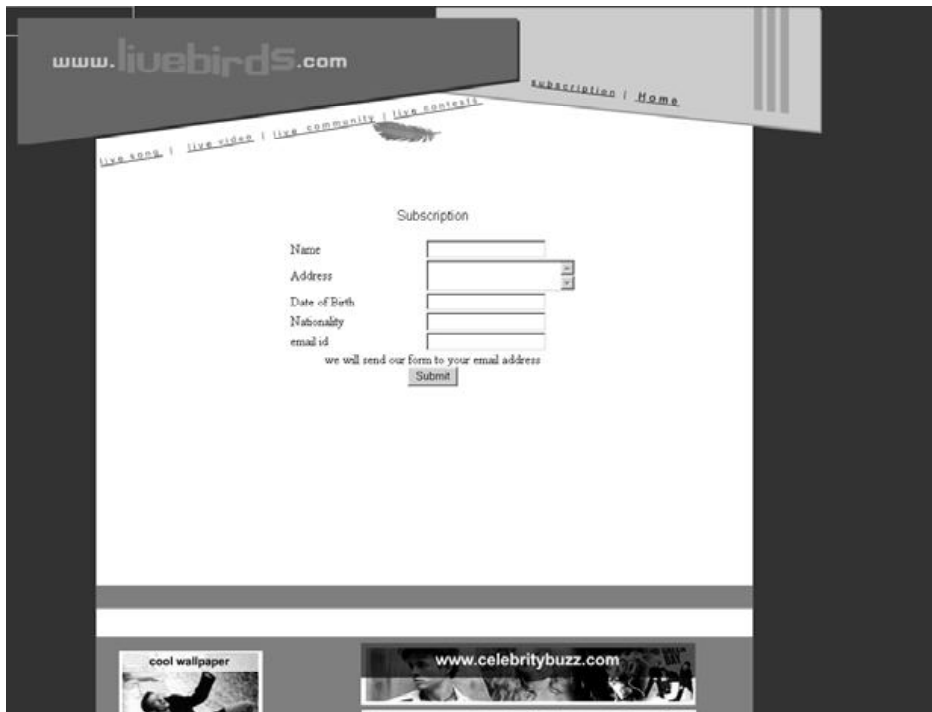 www.livebirds.com
subscription | Home
live song | live video | live community | live contests
Subscription
Name
Address
Date of Birth
Nationality
email id
we will send our form to your email address
Submit
cool wallpaper
www.celebritybuzz.com